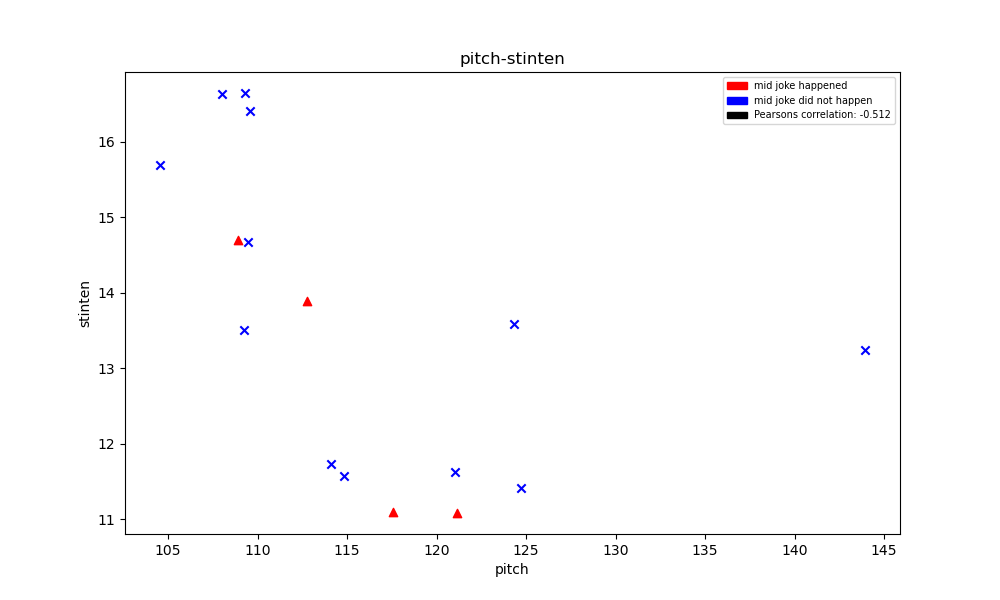 pitch-stinten
mid joke happened
mid joke did not happen
Pearsons correlation: -0.512
16
15
14
13
12
11
stinten
105 110 115 120 125 130 135 140 145
pitch